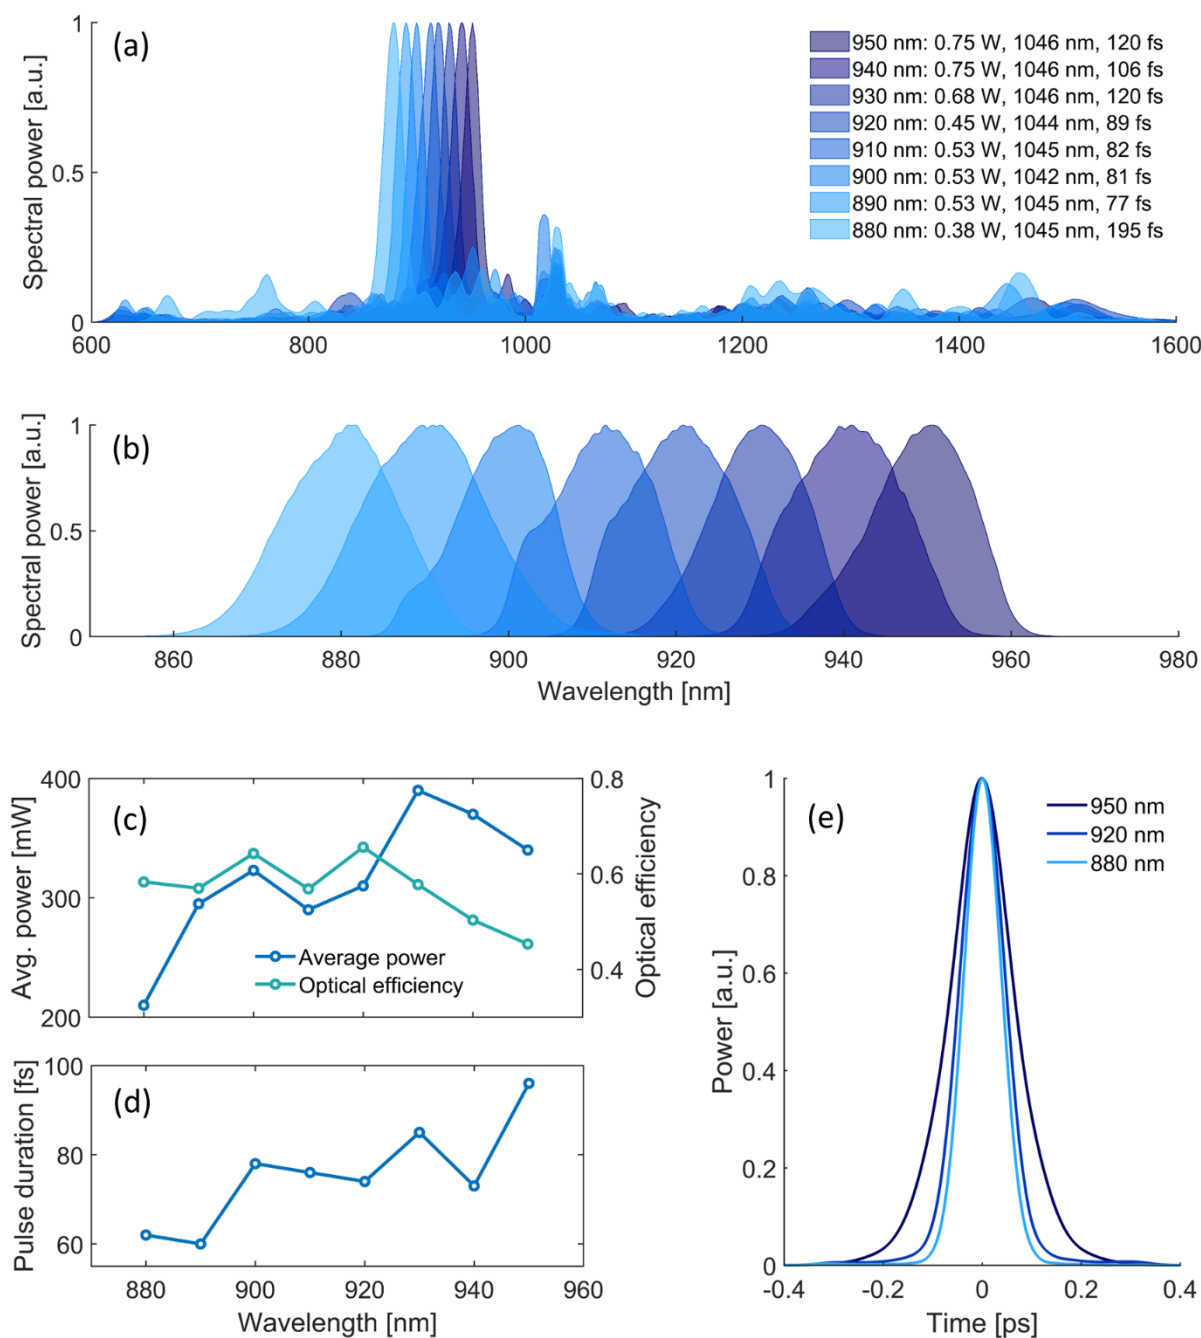 (a)
Spectral power [a.u.]
1
0.5
0
600
800
1000
1200
1400
1600
950 nm: 0.75 W, 1046 nm, 120 fs
940 nm: 0.75 W, 1046 nm, 106 fs
930 nm: 0.68 W, 1046 nm, 120 fs
920 nm: 0.45 W, 1044 nm, 89 fs
910 nm: 0.53 W, 1045 nm, 82 fs
900 nm: 0.53 W, 1042 nm, 81 fs
890 nm: 0.53 W, 1045 nm, 77 fs
880 nm: 0.38 W, 1045 nm, 195 fs
(b)
Spectral power [a.u.]
1
0.5
0
860
880
900
920
940
960
980
Wavelength [nm]
(c)
Avg. power [mW]
400
300
200
Optical efficiency
0.8
0.6
0.4
Average power
Optical efficiency
(d)
Pulse duration [fs]
100
80
60
880
900
920
940
960
Wavelength [nm]
(e)
Power [a.u.]
1
0.8
0.6
0.4
0.2
0
-0.4
-0.2
0
0.2
0.4
Time [ps]
950 nm
920 nm
880 nm